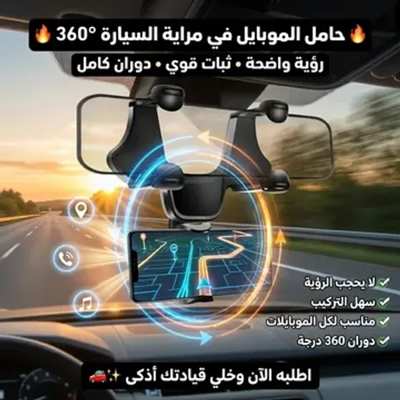 🔥 حامل الموبايل في مراية السيارة 360° 🔥
رؤية واضحة • ثبات قوي • دوران كامل
✓ لا يحجب الرؤية
✓ سهل التركيب
✓ مناسب لكل الموبايلات
✓ دوران 360 درجة
اطلبه الآن وخلي قيادتك أذكى ✨🚗